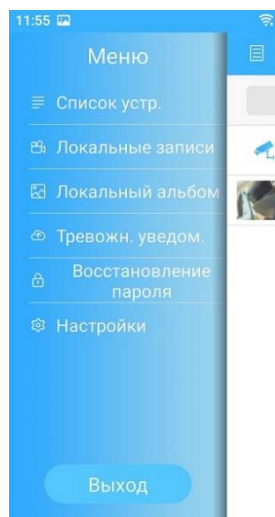 11:55
Меню
Список устр.
Локальные записи
Локальный альбом
Тревожн. уведом.
Восстановление
пароля
Настройки
Выход